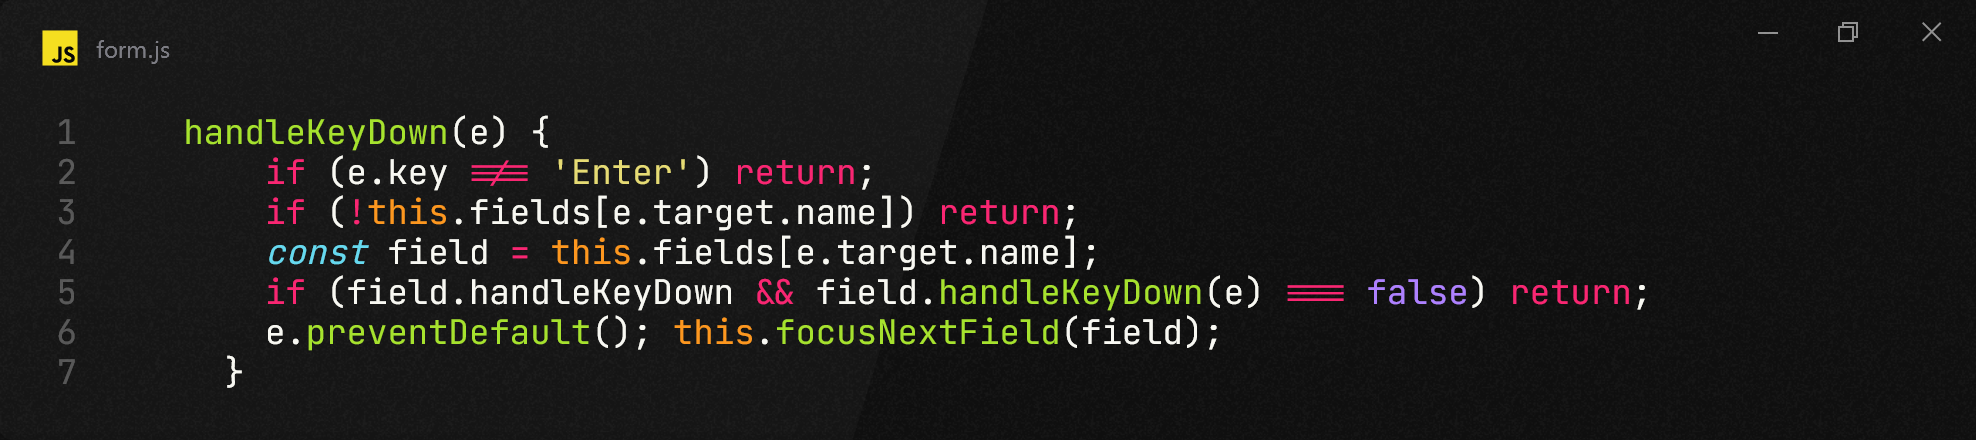 JS form.js
1 handleKeyDown(e) {
2 if (e.key !== 'Enter') return;
3 if (!this.fields[e.target.name]) return;
4 const field = this.fields[e.target.name];
5 if (field.handleKeyDown && field.handleKeyDown(e) === false) return;
6 e.preventDefault(); this.focusNextField(field);
7 }